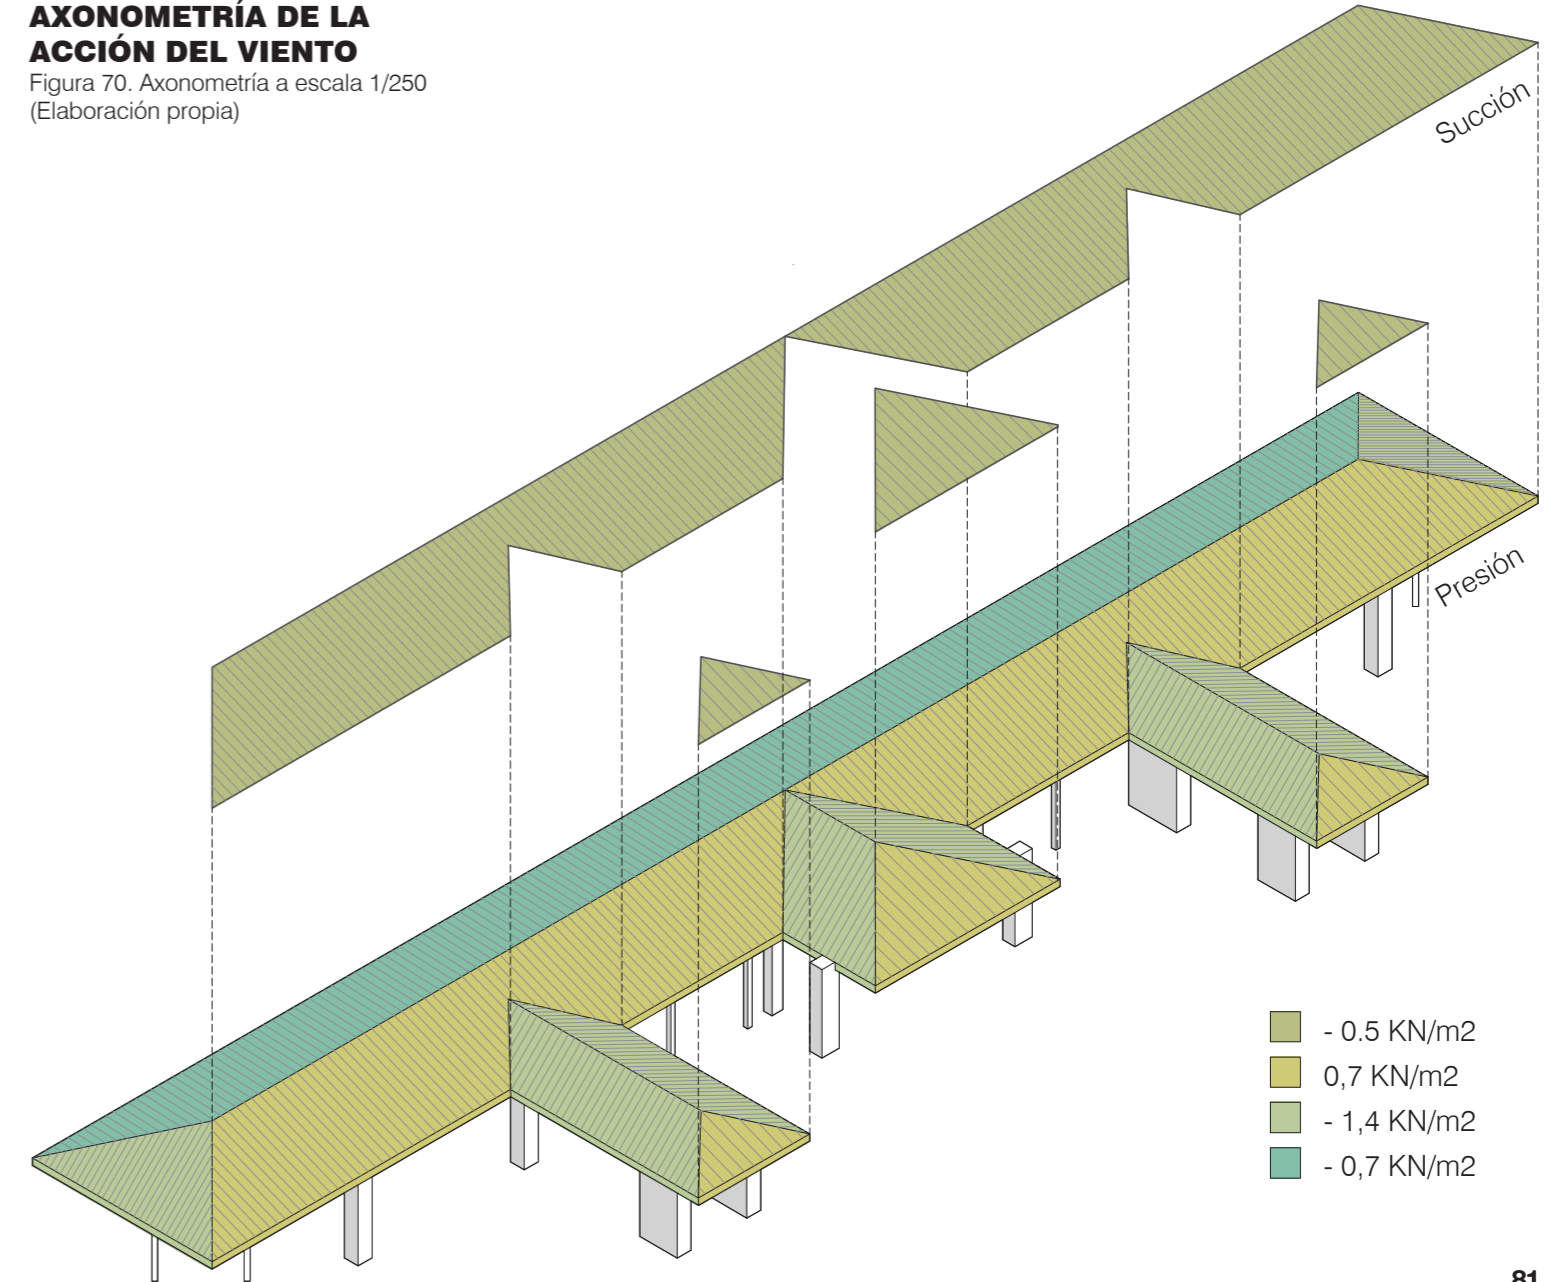 AXONOMETRÍA DE LA
ACCIÓN DEL VIENTO
Figura 70. Axonometría a escala 1/250
(Elaboración propia)
Succión
Presión
- 0.5 KN/m2
0,7 KN/m2
- 1,4 KN/m2
- 0,7 KN/m2
81